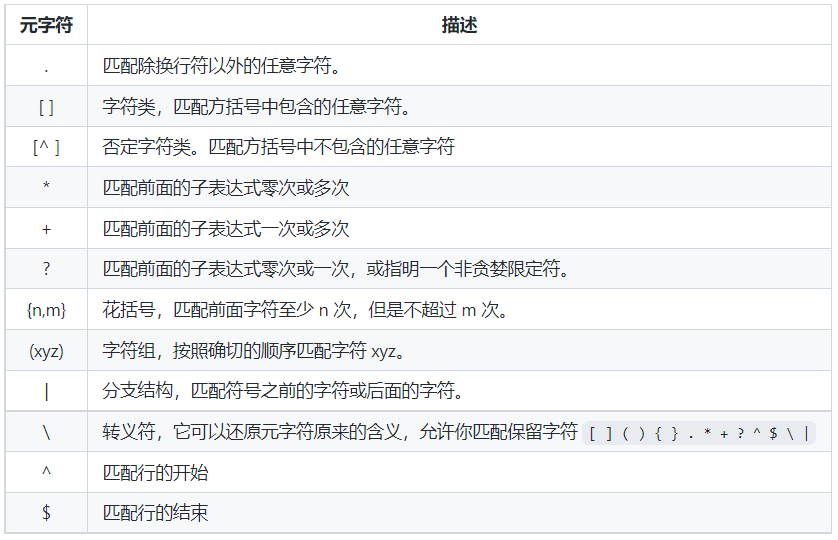 元字符 描述
. 匹配除换行符以外的任意字符。
[ ] 字符类，匹配方括号中包含的任意字符。
[^ ] 否定字符类。匹配方括号中不包含的任意字符
* 匹配前面的子表达式零次或多次
+ 匹配前面的子表达式一次或多次
? 匹配前面的子表达式零次或一次，或指明一个非贪婪限定符。
{n,m} 花括号，匹配前面字符至少 n 次，但是不超过 m 次。
(xyz) 字符组，按照确切的顺序匹配字符 xyz。
| 分支结构，匹配符号之前的字符或后面的字符。
\ 转义符，它可以还原元字符原来的含义，允许你匹配保留字符 [ ] ( ) { } . * + ? ^ $ \ |
^ 匹配行的开始
$ 匹配行的结束